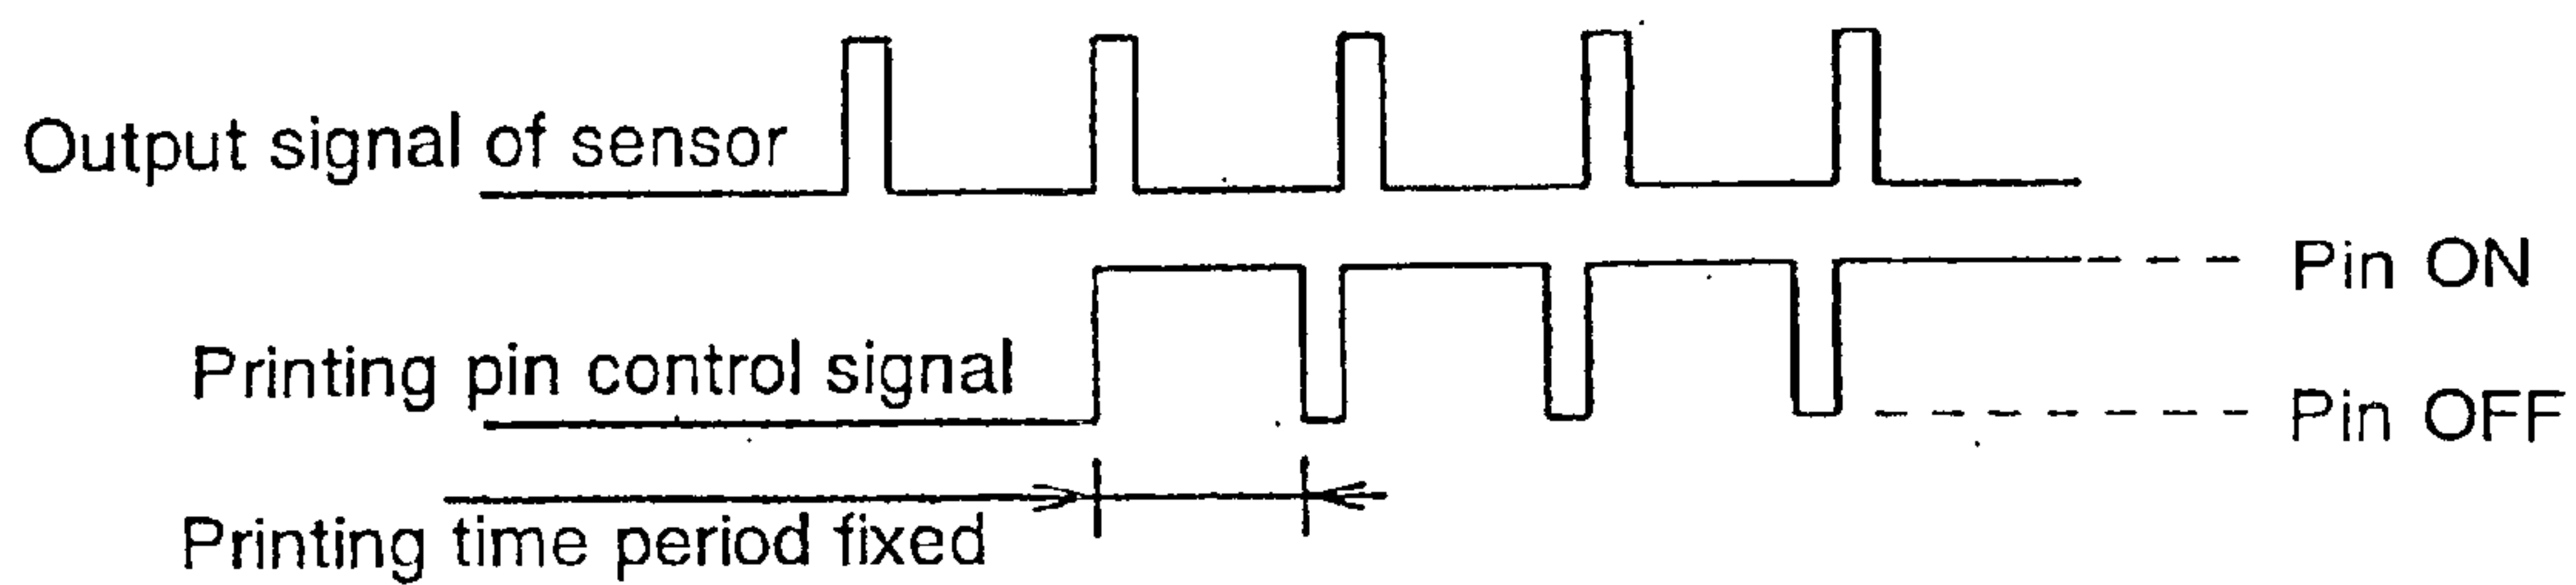 Output signal of sensor
Pin ON
Printing pin control signal
Pin OFF
Printing time period fixed